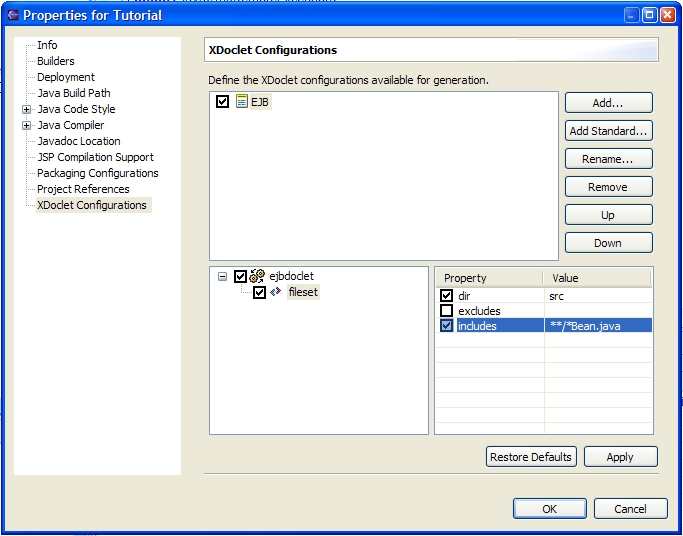 Properties for Tutorial
Info
Builders
Deployment
Java Build Path
Java Code Style
Java Compiler
Javadoc Location
JSP Compilation Support
Packaging Configurations
Project References
XDoclet Configurations
XDoclet Configurations
Define the XDoclet configurations available for generation.
EJB
Add...
Add Standard...
Rename...
Remove
Up
Down
ejbdoclet
fileset
Property Value
dir src
excludes
includes **/*Bean.java
Restore Defaults Apply
OK Cancel